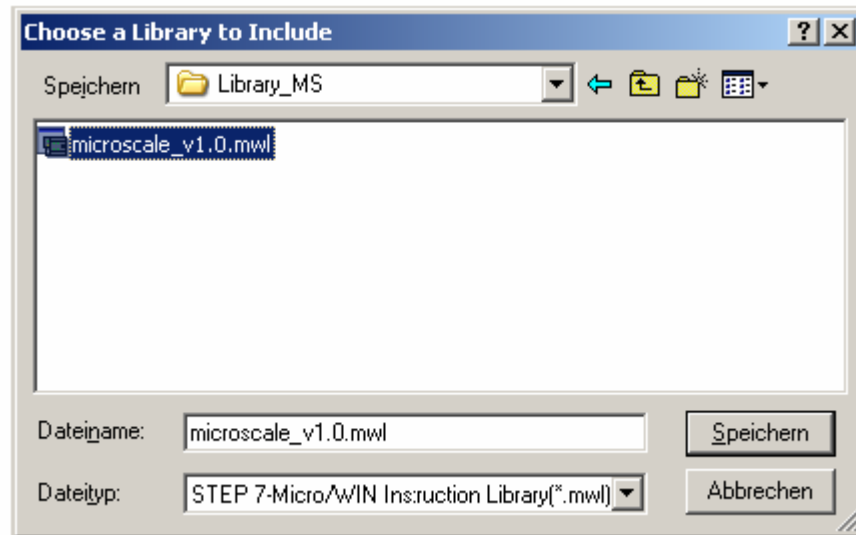 Choose a Library to Include
Speichern Library_MS
microscale_v1.0.mwl
Dateiname: microscale_v1.0.mwl Speichern
Dateityp: STEP 7-Micro/WIN Ins:ruction Library(*.mwl) Abbrechen